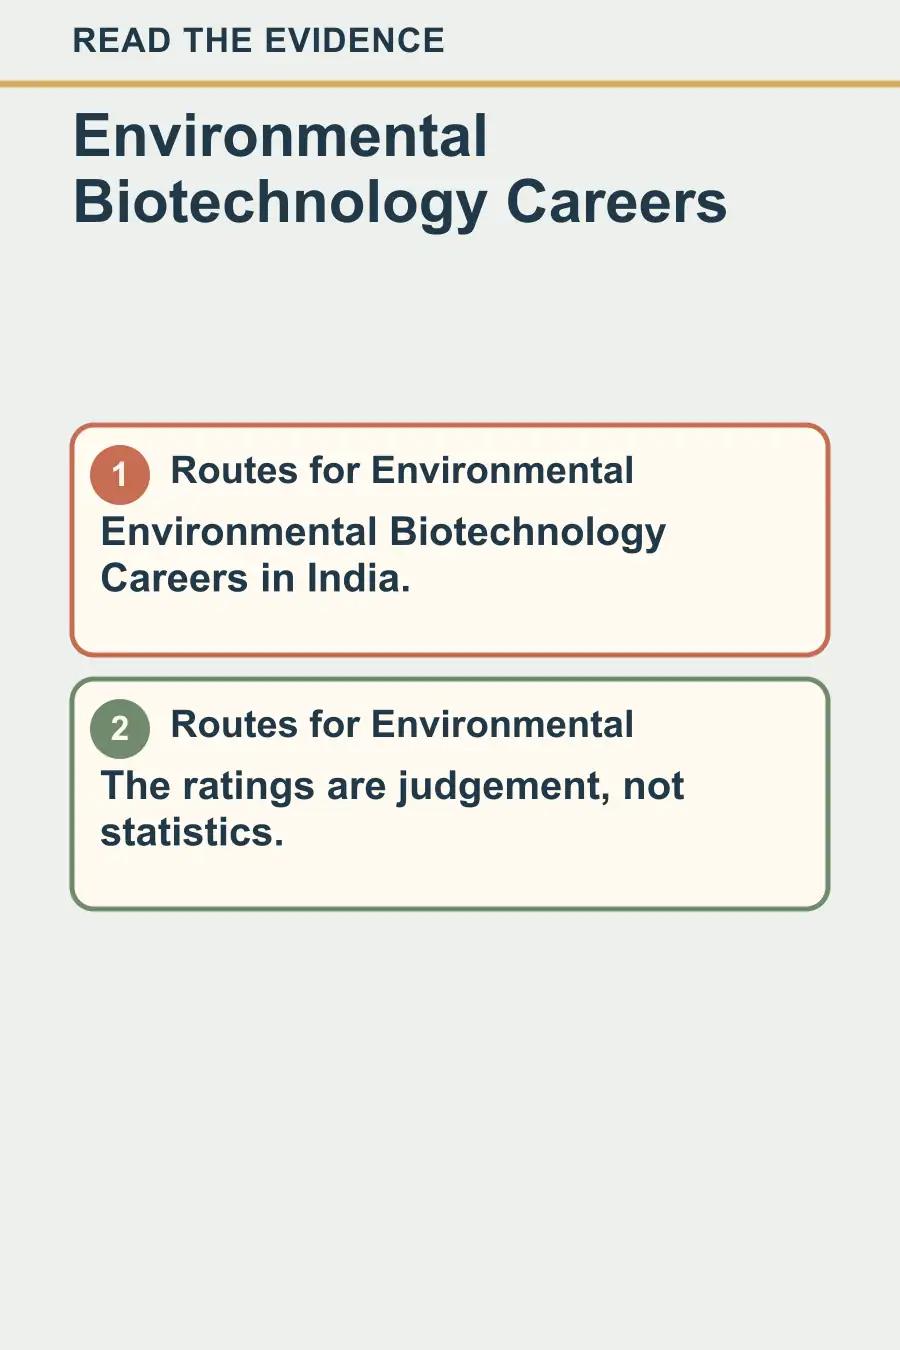 READ THE EVIDENCE
Environmental
Biotechnology Careers
1 Routes for Environmental
Environmental Biotechnology
Careers in India.
2 Routes for Environmental
The ratings are judgement, not
statistics.